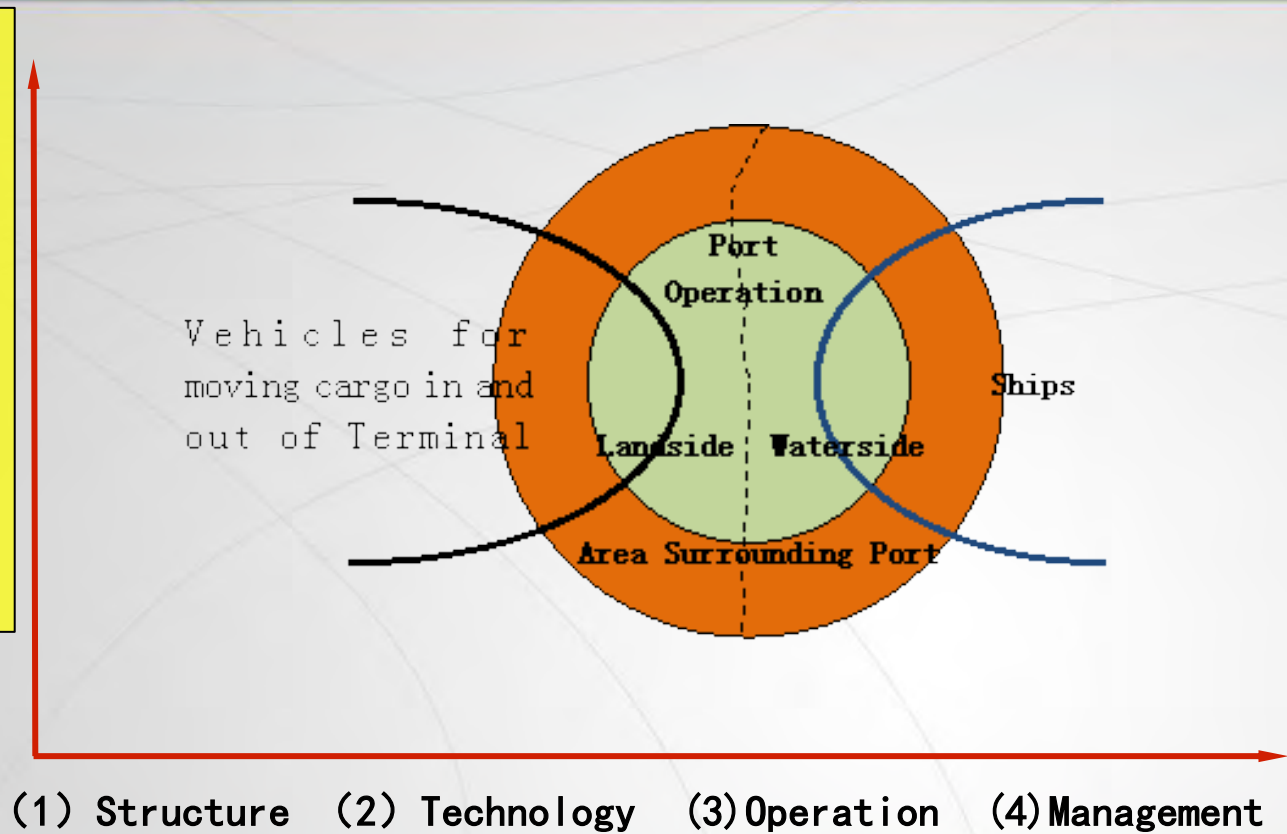 Port
Operation
Vehicles for
moving cargo in and
out of Terminal
Ships
Landside Waterside
Area Surrounding Port
(1) Structure (2) Technology (3)Operation (4)Management